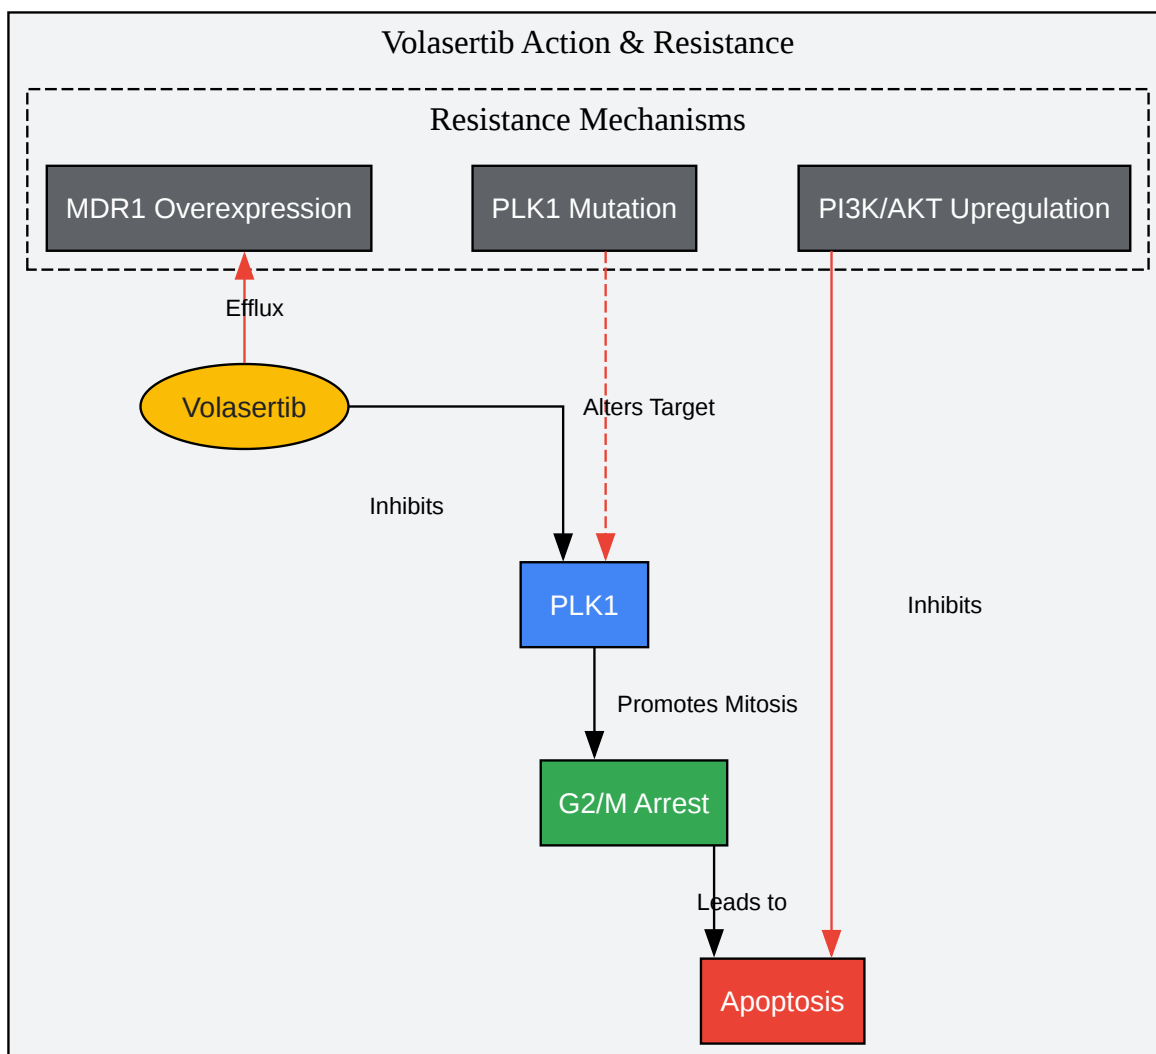 Volasertib Action & Resistance
Resistance Mechanisms
MDR1 Overexpression
PLK1 Mutation
PI3K/AKT Upregulation
Efflux
Volasertib
Alters Target
Inhibits
PLK1
Inhibits
Promotes Mitosis
G2/M Arrest
Leads to
Apoptosis